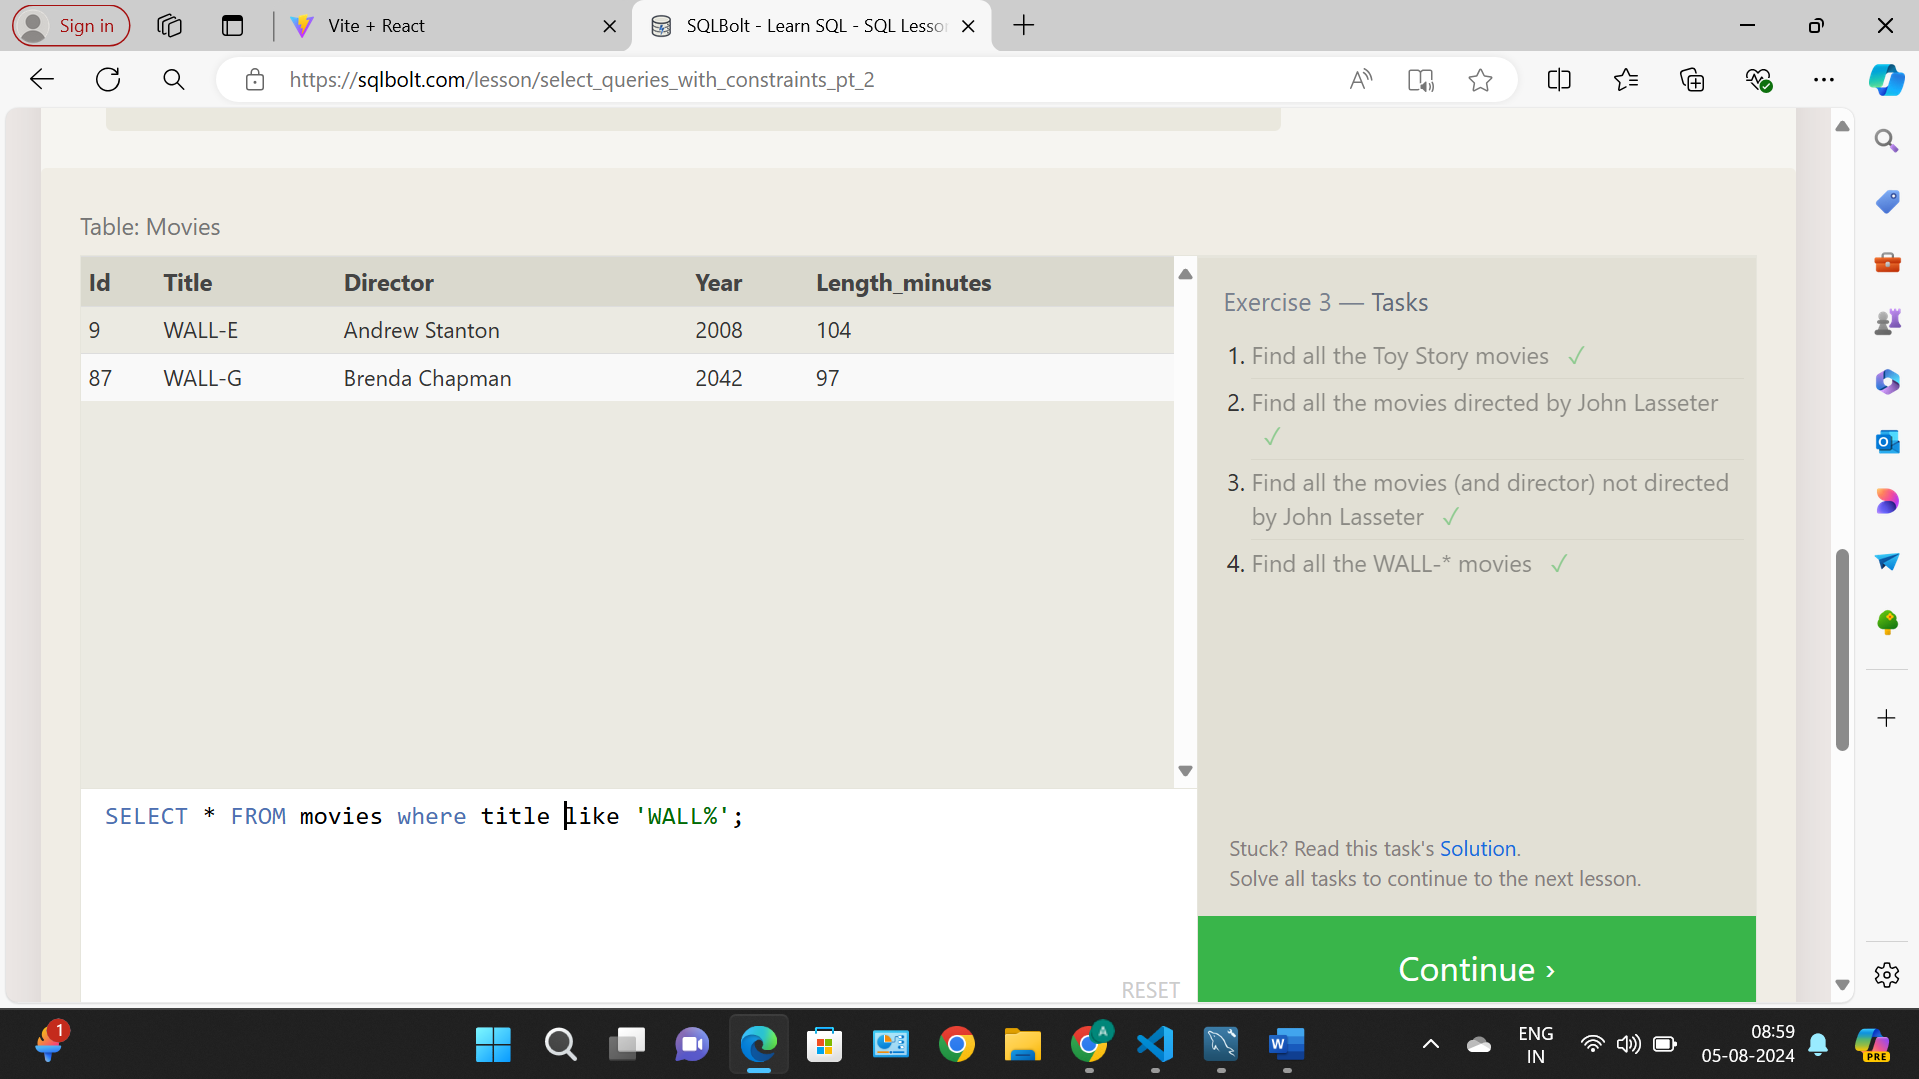 Sign in
Vite + React
SQLBolt - Learn SQL - SQL Lesso
https://sqlbolt.com/lesson/select_queries_with_constraints_pt_2
Table: Movies
Id Title Director Year Length_minutes
9 WALL-E Andrew Stanton 2008 104
87 WALL-G Brenda Chapman 2042 97
Exercise 3 — Tasks
1. Find all the Toy Story movies ✓
2. Find all the movies directed by John Lasseter
✓
3. Find all the movies (and director) not directed
by John Lasseter ✓
4. Find all the WALL-* movies ✓
SELECT * FROM movies where title like 'WALL%';
Stuck? Read this task's Solution.
Solve all tasks to continue to the next lesson.
RESET
Continue ›
1
A
W
ENG
IN
08:59
05-08-2024
PRE